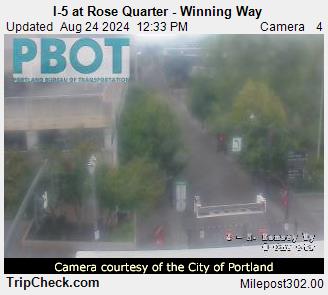 I-5 at Rose Quarter - Winning Way
Updated Aug 24 2024 12:33 PM Camera 4
PBOT
PORTLAND BUREAU OF TRANSPORTATION
Camera courtesy of the City of Portland
TripCheck.com Milepost302.00